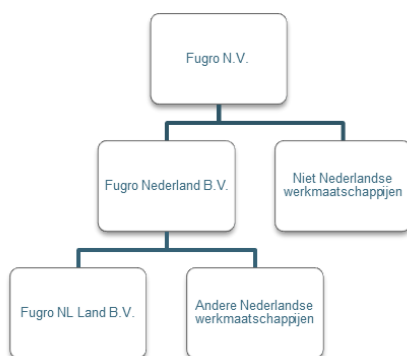 Fugro N.V.
Fugro Nederland B.V.
Niet Nederlandse
werkmaatschappijen
Fugro NL Land B.V.
Andere Nederlandse
werkmaatschappijen